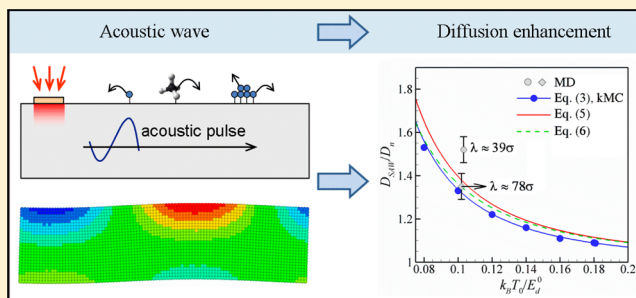 Acoustic wave
Diffusion enhancement
acoustic pulse
D_SAW/D_n
1.8
1.6
1.4
1.2
1
MD
Eq. (3), kMC
Eq. (5)
Eq. (6)
λ ≈ 39σ
λ ≈ 78σ
0.08 0.1 0.12 0.14 0.16 0.18 0.2
k_B T_0/E_d^0